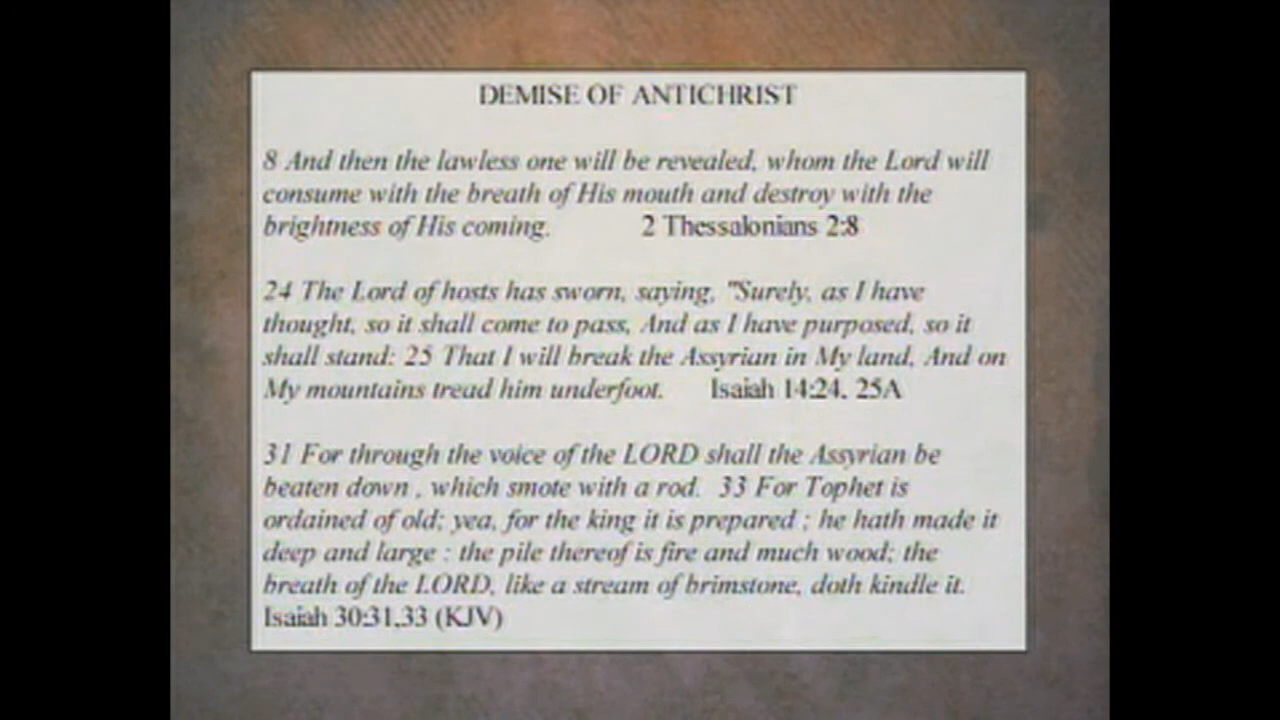 DEMISE OF ANTICHRIST
8 And then the lawless one will be revealed, whom the Lord will
consume with the breath of His mouth and destroy with the
brightness of His coming. 2 Thessalonians 2:8
24 The Lord of hosts has sworn, saying, "Surely, as I have
thought, so it shall come to pass, And as I have purposed, so it
shall stand: 25 That I will break the Assyrian in My land, And on
My mountains tread him underfoot. Isaiah 14:24, 25A
31 For through the voice of the LORD shall the Assyrian be
beaten down , which smote with a rod. 33 For Tophet is
ordained of old; yea, for the king it is prepared ; he hath made it
deep and large : the pile thereof is fire and much wood; the
breath of the LORD, like a stream of brimstone, doth kindle it.
Isaiah 30:31,33 (KJV)